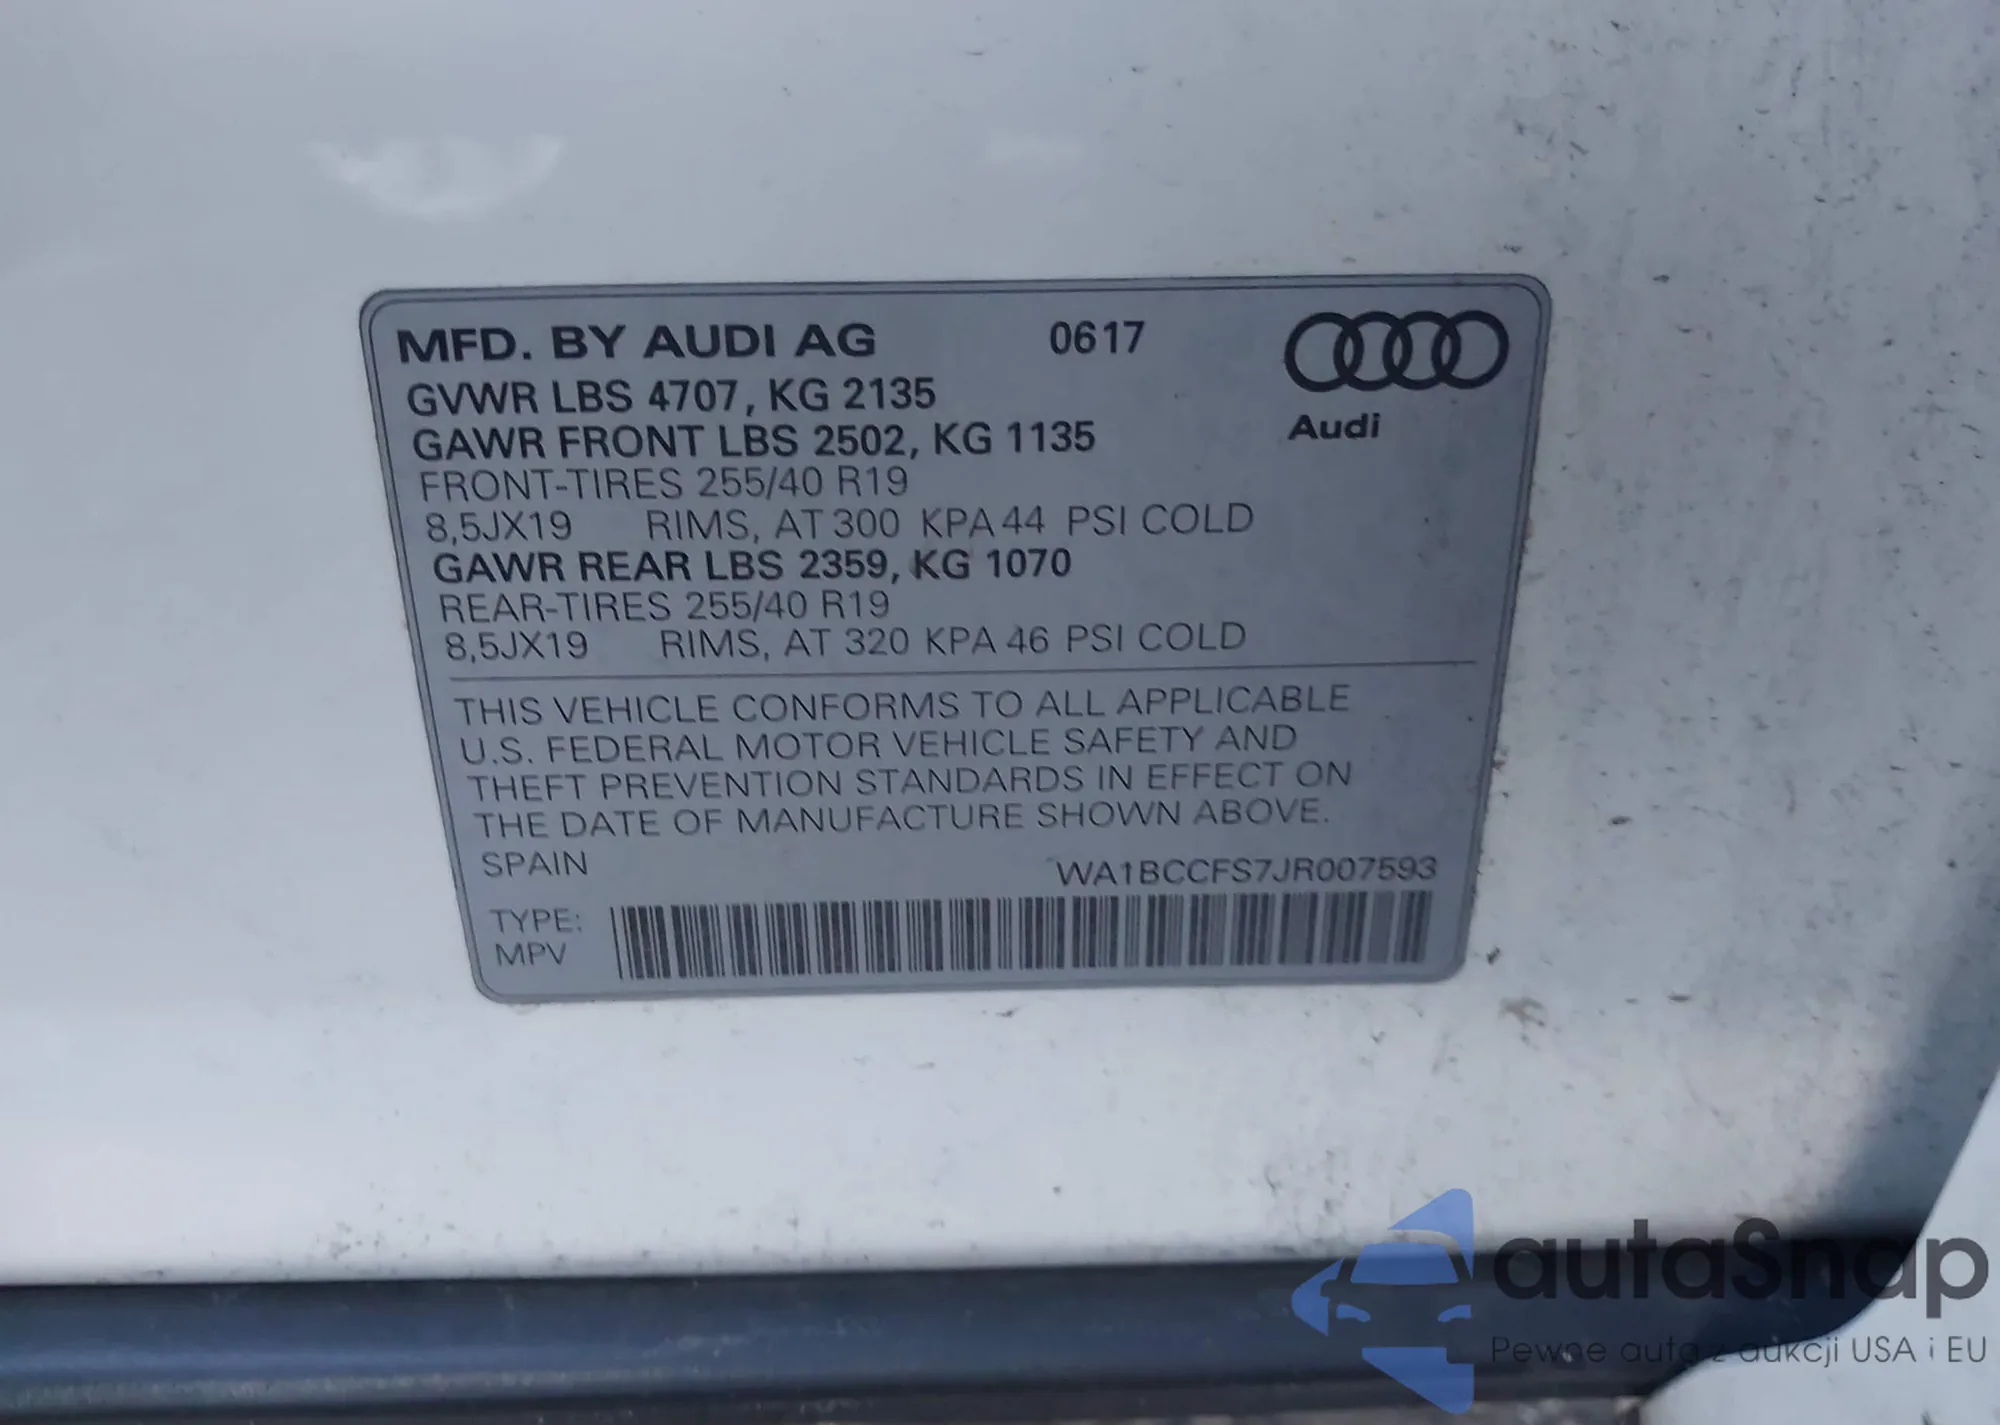 MFD. BY AUDI AG 0617
GVWR LBS 4707, KG 2135
Audi
GAWR FRONT LBS 2502, KG 1135
FRONT-TIRES 255/40 R19
8,5JX19 RIMS, AT 300 KPA 44 PSI COLD
GAWR REAR LBS 2359, KG 1070
REAR-TIRES 255/40 R19
8,5JX19 RIMS, AT 320 KPA 46 PSI COLD
THIS VEHICLE CONFORMS TO ALL APPLICABLE
U.S. FEDERAL MOTOR VEHICLE SAFETY AND
THEFT PREVENTION STANDARDS IN EFFECT ON
THE DATE OF MANUFACTURE SHOWN ABOVE.
SPAIN WA1BCCFS7JR007593
TYPE:
MPV
autaSnap
Pewne auta z aukcji USA i EU